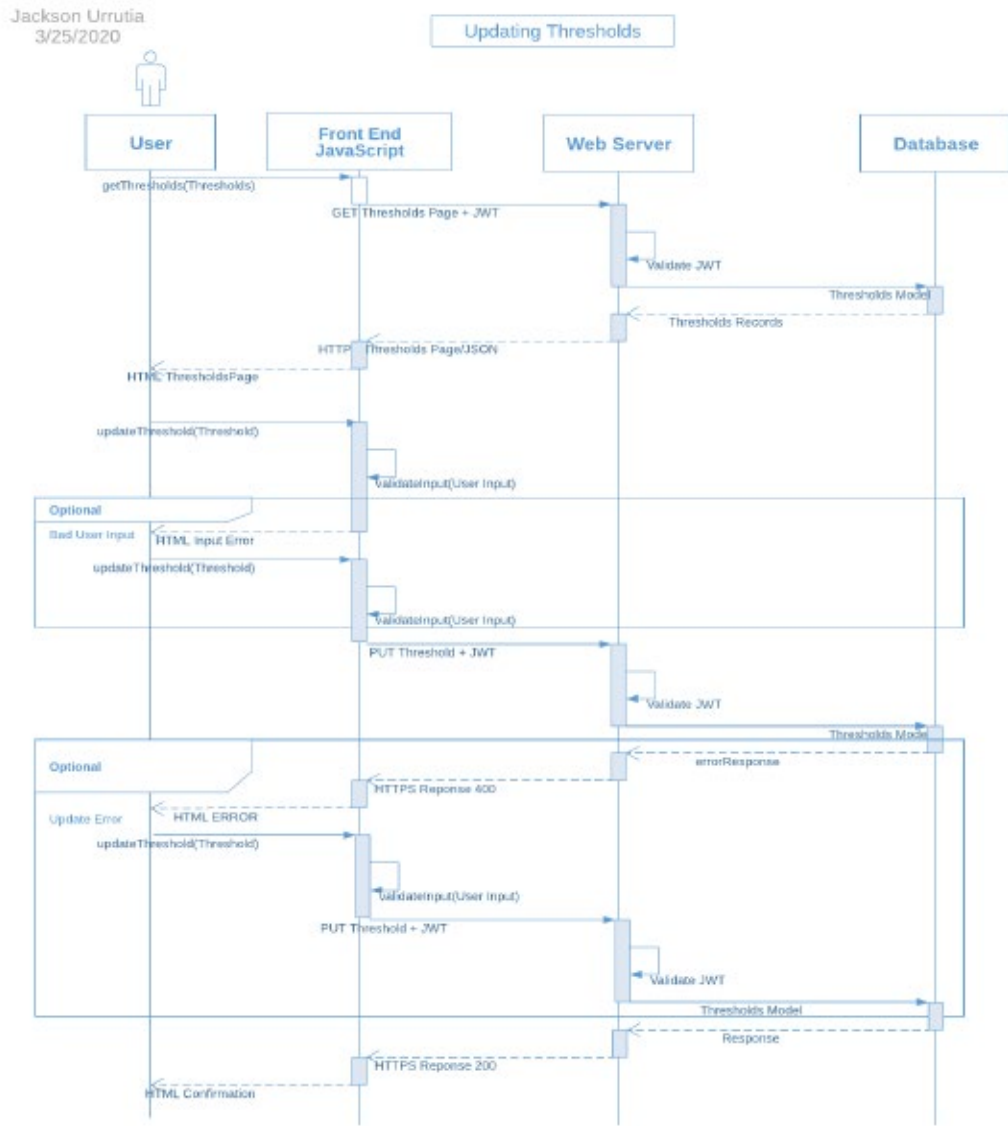 Jackson Urrutia
3/25/2020
Updating Thresholds
User
Front End
JavaScript
Web Server
Database
getThresholds(Thresholds)
GET Thresholds Page + JWT
Validate JWT
Thresholds Model
Thresholds Records
HTTPS Thresholds Page/JSON
HTML ThresholdsPage
updateThreshold(Threshold)
validateInput(User Input)
Optional
Bad User Input
HTML Input Error
updateThreshold(Threshold)
validateInput(User Input)
PUT Threshold + JWT
Validate JWT
Thresholds Model
Optional
errorResponse
HTTPS Reponse 400
Update Error
HTML ERROR
updateThreshold(Threshold)
validateInput(User Input)
PUT Threshold + JWT
Validate JWT
Thresholds Model
Response
HTTPS Reponse 200
HTML Confirmation